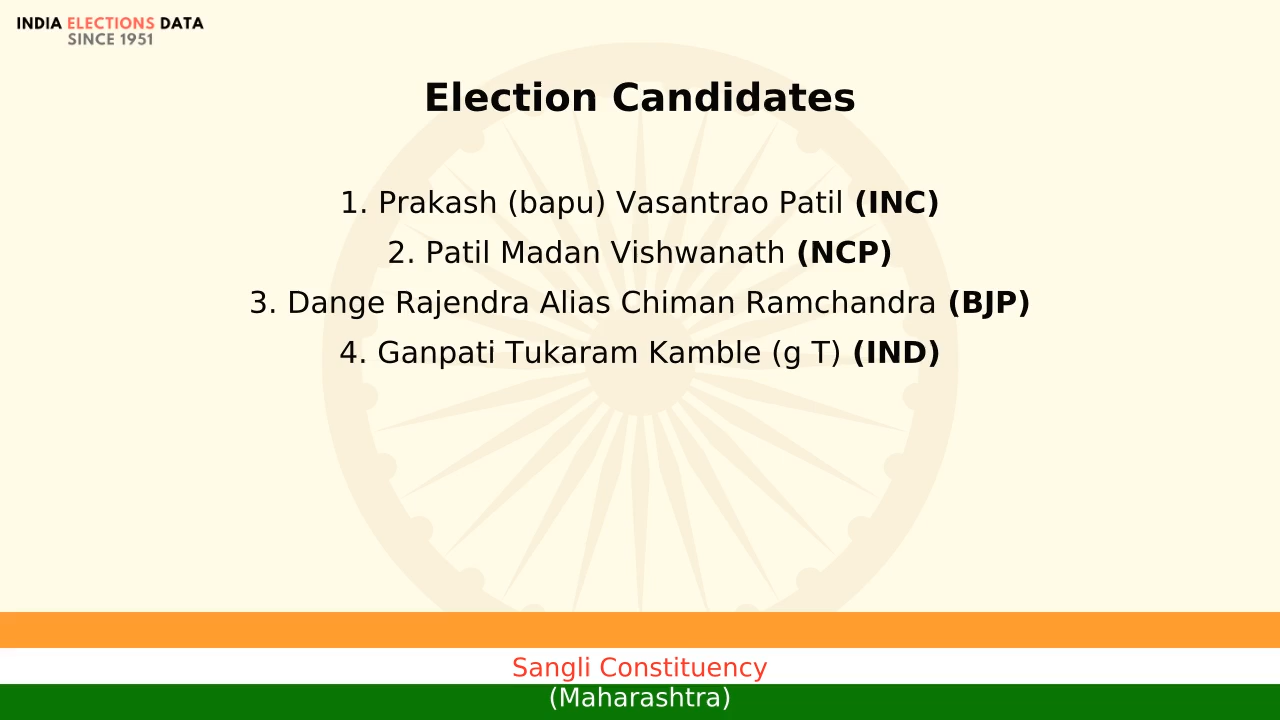 INDIA ELECTIONS DATA
SINCE 1951
Election Candidates
1. Prakash (bapu) Vasantrao Patil (INC)
2. Patil Madan Vishwanath (NCP)
3. Dange Rajendra Alias Chiman Ramchandra (BJP)
4. Ganpati Tukaram Kamble (g T) (IND)
Sangli Constituency
(Maharashtra)